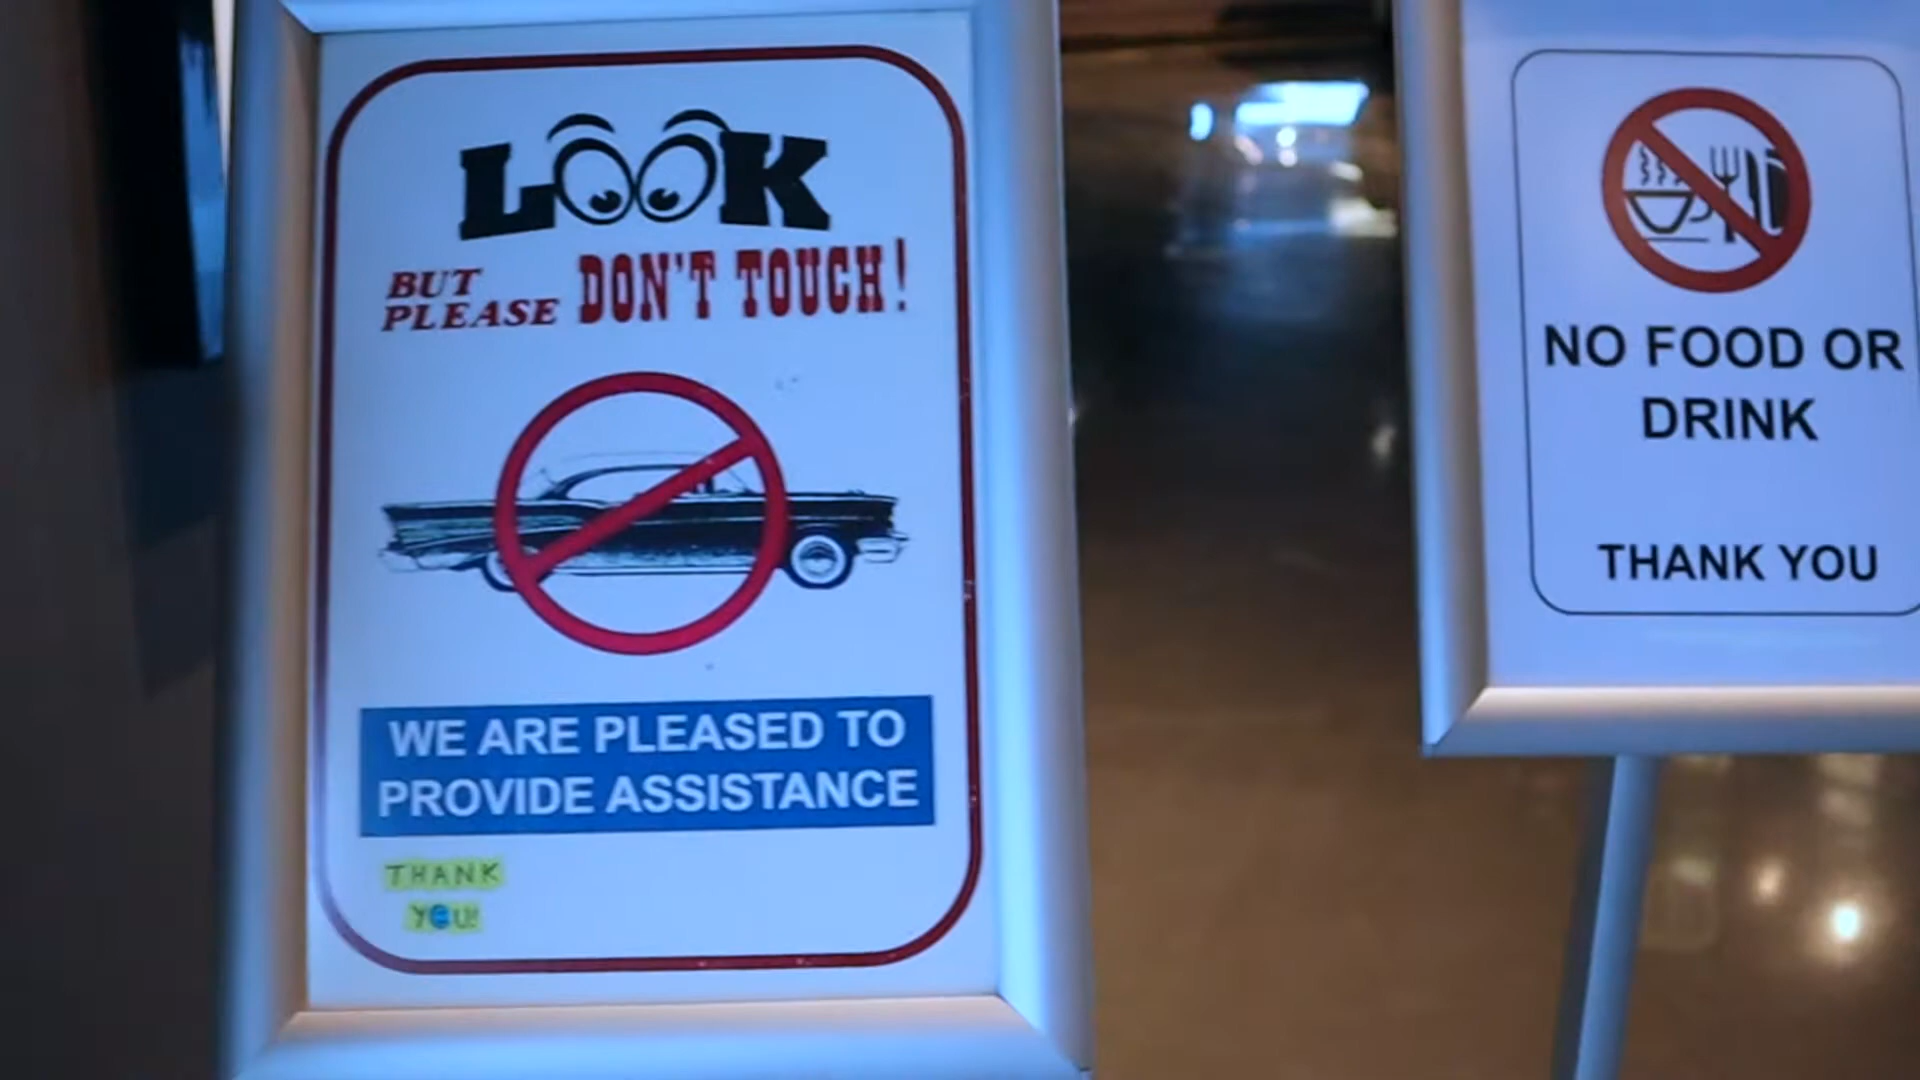 LOOK
BUT
PLEASE DON'T TOUCH!
WE ARE PLEASED TO
PROVIDE ASSISTANCE
THANK
YOU!
NO FOOD OR
DRINK
THANK YOU